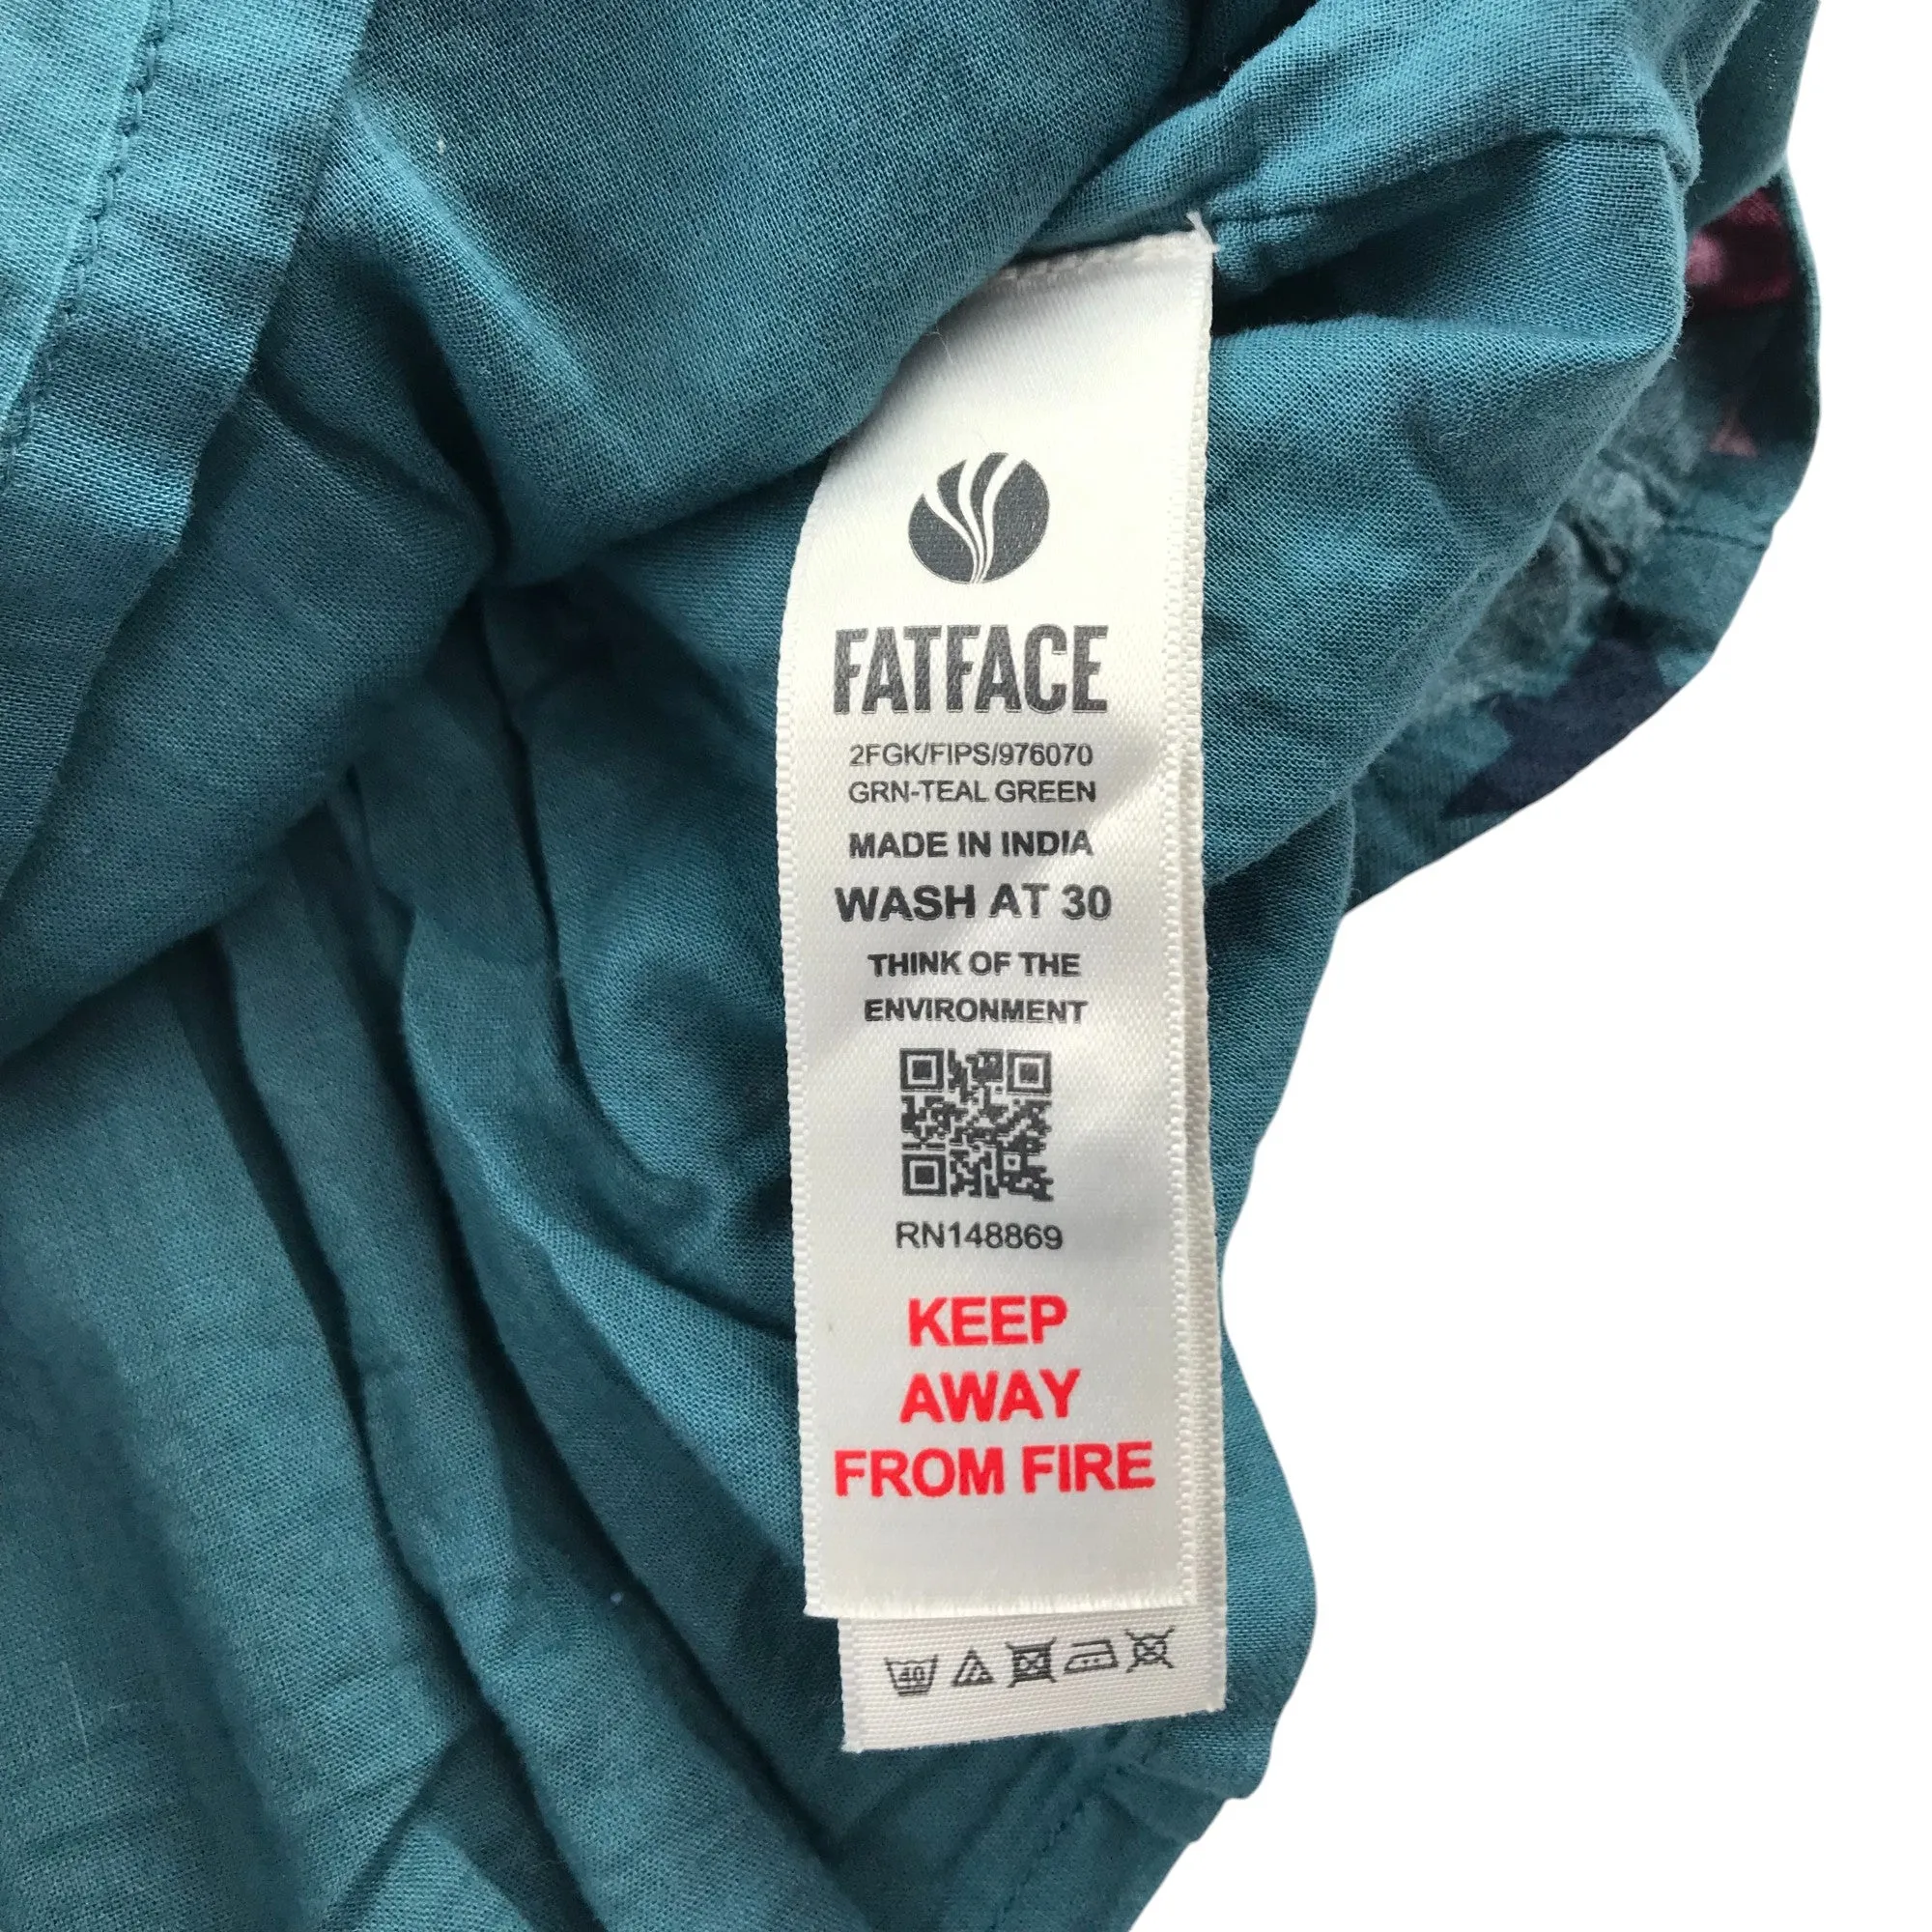 FATFACE
2FGK/FIPS/976070
GRN-TEAL GREEN
MADE IN INDIA
WASH AT 30
THINK OF THE
ENVIRONMENT
RN148869
KEEP
AWAY
FROM FIRE
40